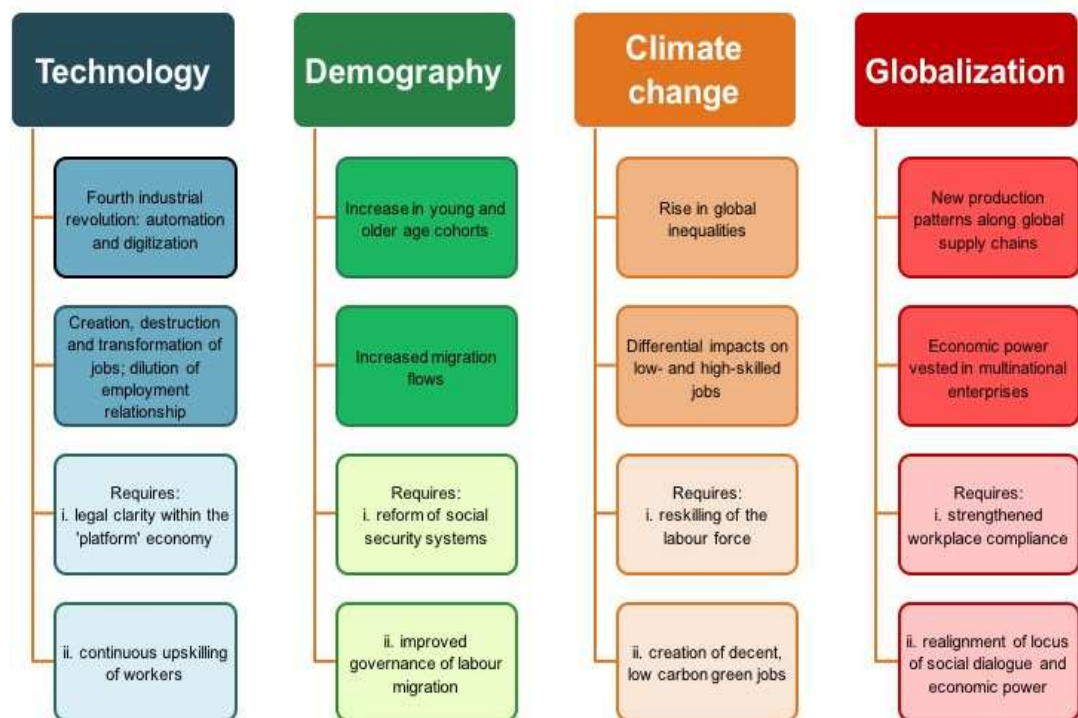 Technology
Fourth industrial
revolution: automation
and digitization
Creation, destruction
and transformation of
jobs; dilution of
employment
relationship
Requires:
i. legal clarity within the
'platform' economy
ii. continuous upskilling
of workers
Demography
Increase in young and
older age cohorts
Increased migration
flows
Requires:
i. reform of social
security systems
ii. improved
governance of labour
migration
Climate
change
Rise in global
inequalities
Differential impacts on
low- and high-skilled
jobs
Requires:
i. reskilling of the
labour force
ii. creation of decent,
low carbon green jobs
Globalization
New production
patterns along global
supply chains
Economic power
vested in multinational
enterprises
Requires:
i. strengthened
workplace compliance
ii. realignment of locus
of social dialogue and
economic power